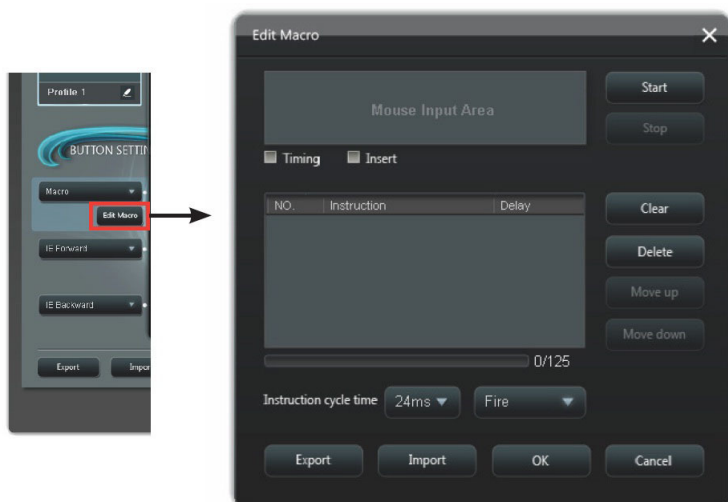 Profile 1
BUTTON SETTIN
Macro
Edit Macro
IE Forward
IE Backward
Export Impor
Edit Macro
Mouse Input Area
Start
Stop
Timing Insert
NO. Instruction Delay
Clear
Delete
Move up
Move down
0/125
Instruction cycle time 24ms Fire
Export Import OK Cancel